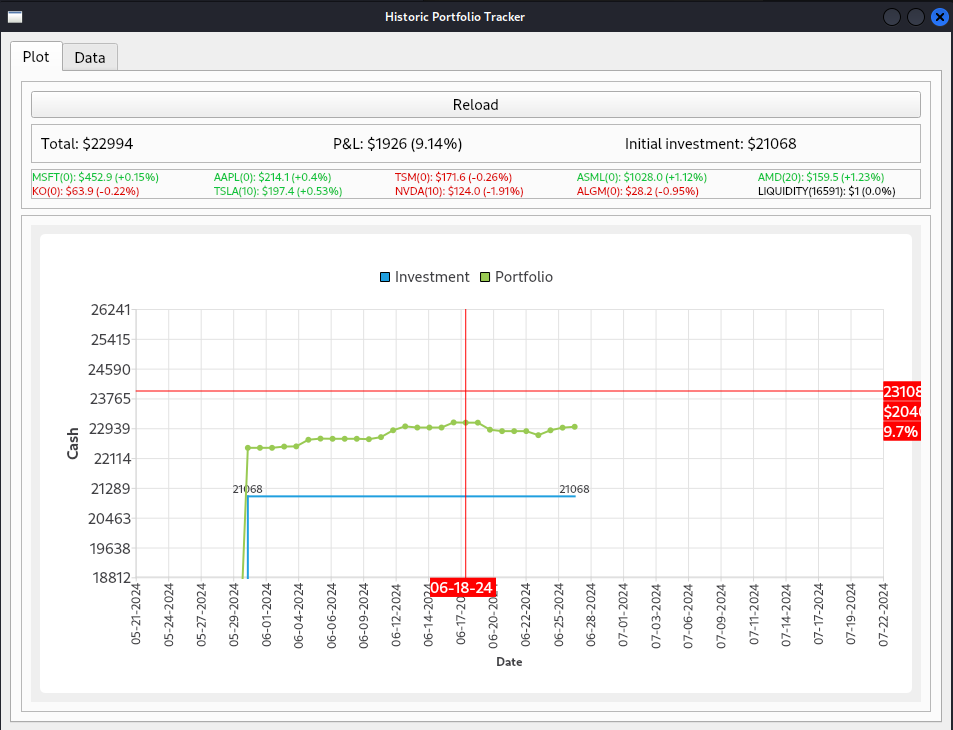 Historic Portfolio Tracker
Plot Data
Reload
Total: $22994 P&L: $1926 (9.14%) Initial investment: $21068
MSFT(0): $452.9 (+0.15%) AAPL(0): $214.1 (+0.4%) TSM(0): $171.6 (-0.26%) ASML(0): $1028.0 (+1.12%) AMD(20): $159.5 (+1.23%)
KO(0): $63.9 (-0.22%) TSLA(10): $197.4 (+0.53%) NVDA(10): $124.0 (-1.91%) ALGM(0): $28.2 (-0.95%) LIQUIDITY(16591): $1 (0.0%)
Investment Portfolio
26241
25415
24590
23765
23108
$204
9.7%
22939
Cash
22114
21289
21068 21068
20463
19638
18812
06-18-24
05-21-2024 05-24-2024 05-27-2024 05-29-2024 06-01-2024 06-04-2024 06-06-2024 06-09-2024 06-12-2024 06-14-2024 06-17-20 06-20-2024 06-22-2024 06-25-2024 06-28-2024 07-01-2024 07-03-2024 07-06-2024 07-09-2024 07-11-2024 07-14-2024 07-17-2024 07-19-2024 07-22-2024
Date